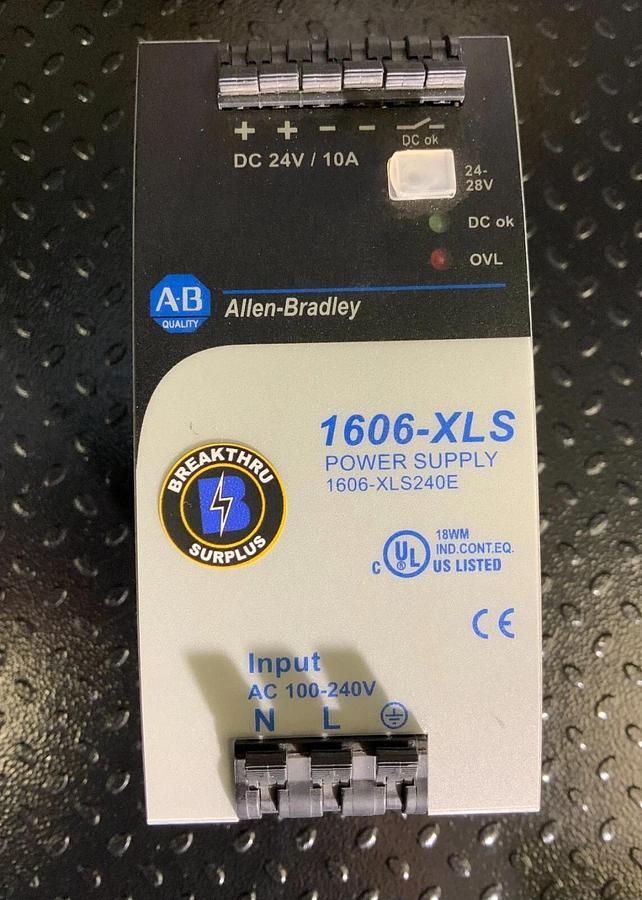 + + - -
DC ok
DC 24V / 10A
24-
28V
DC ok
OVL
A·B
QUALITY
Allen-Bradley
1606-XLS
POWER SUPPLY
1606-XLS240E
BREAKTHRU
B
SURPLUS
18WM
C UL ® IND.CONT.EQ.
US LISTED
CE
Input
AC 100-240V
N L